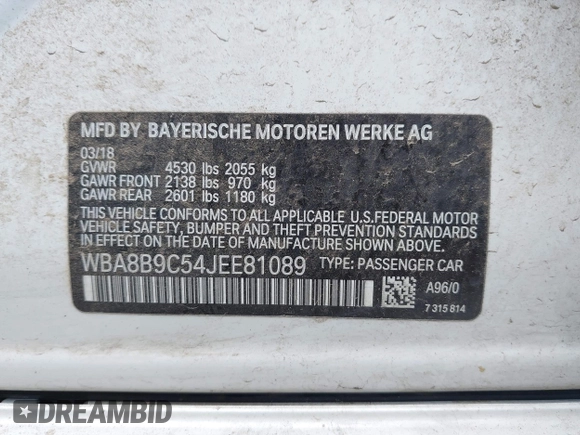 MFD BY BAYERISCHE MOTOREN WERKE AG
03/18
GVWR 4530 lbs 2055 kg
GAWR FRONT 2138 lbs 970 kg
GAWR REAR 2601 lbs 1180 kg
THIS VEHICLE CONFORMS TO ALL APPLICABLE U.S.FEDERAL MOTOR
VEHICLE SAFETY, BUMPER, AND THEFT PREVENTION
STANDARDS IN EFFECT ON THE DATE OF MANUFACTURE SHOWN ABOVE.
WBA8B9C54JEE81089 TYPE: PASSENGER CAR
A96/0
7 315 814
DREAMBID